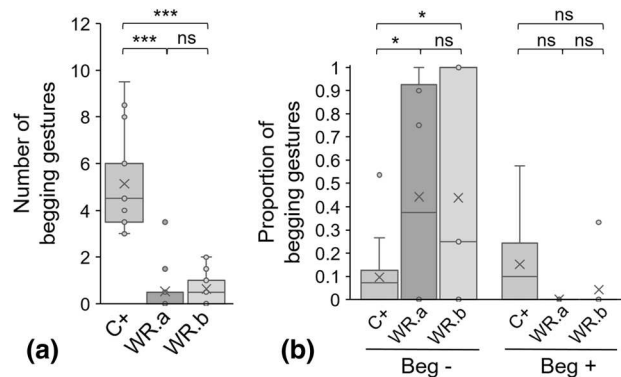 ***
*** ns
12
10
8
6
4
2
0
Number of
begging gestures
C+ WR.a WR.b
(a)
*
* ns
ns
ns ns
1
0.9
0.8
0.7
0.6
0.5
0.4
0.3
0.2
0.1
0
Proportion of
begging gestures
C+ WR.a WR.b C+ WR.a WR.b
Beg - Beg +
(b)